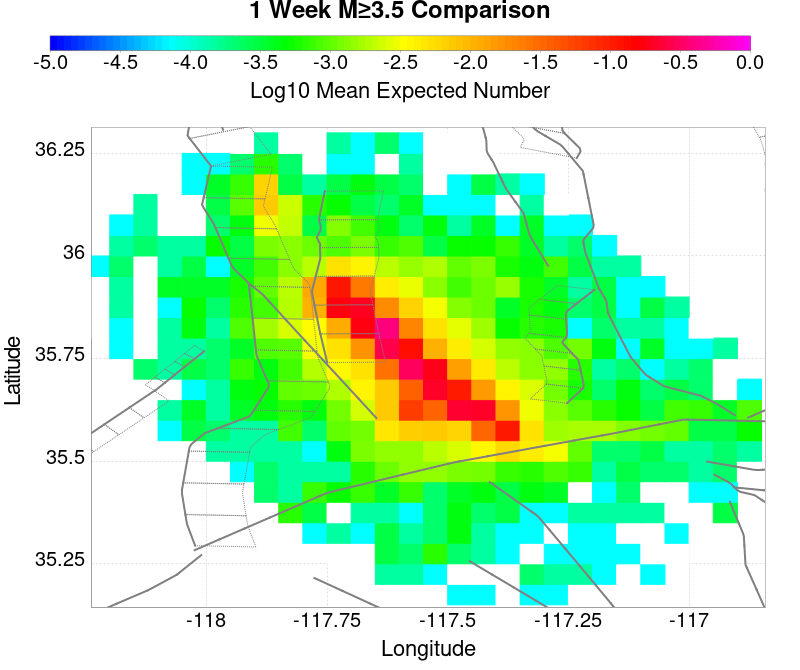 1 Week M≥3.5 Comparison
-5.0 -4.5 -4.0 -3.5 -3.0 -2.5 -2.0 -1.5 -1.0 -0.5 0.0
Log10 Mean Expected Number
36.25
36
35.75
35.5
35.25
Latitude
-118 -117.75 -117.5 -117.25 -117
Longitude